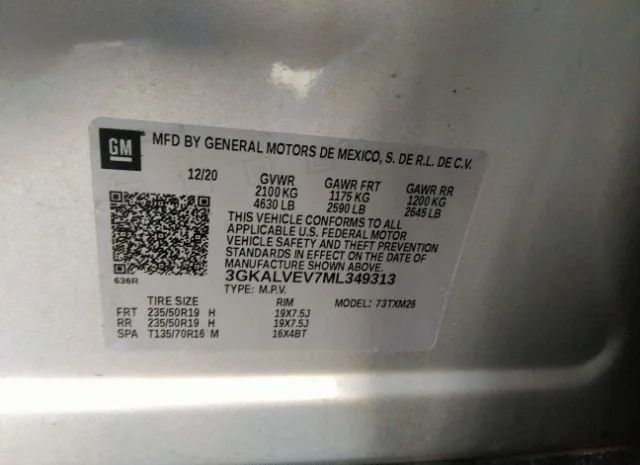 GM
MFD BY GENERAL MOTORS DE MEXICO, S. DE R.L. DE C.V.
12/20 GVWR GAWR FRT GAWR RR
2100 KG 1175 KG 1200 KG
4630 LB 2590 LB 2645 LB
THIS VEHICLE CONFORMS TO ALL
APPLICABLE U.S. FEDERAL MOTOR
VEHICLE SAFETY AND THEFT PREVENTION
STANDARDS IN EFFECT ON THE DATE OF
MANUFACTURE SHOWN ABOVE.
636R 3GKALVEV7ML349313
TYPE: M.P.V.
TIRE SIZE RIM MODEL: 73TXM26
FRT 235/50R19 H 19X7.5J
RR 235/50R19 H 19X7.5J
SPA T135/70R16 M 16X4BT